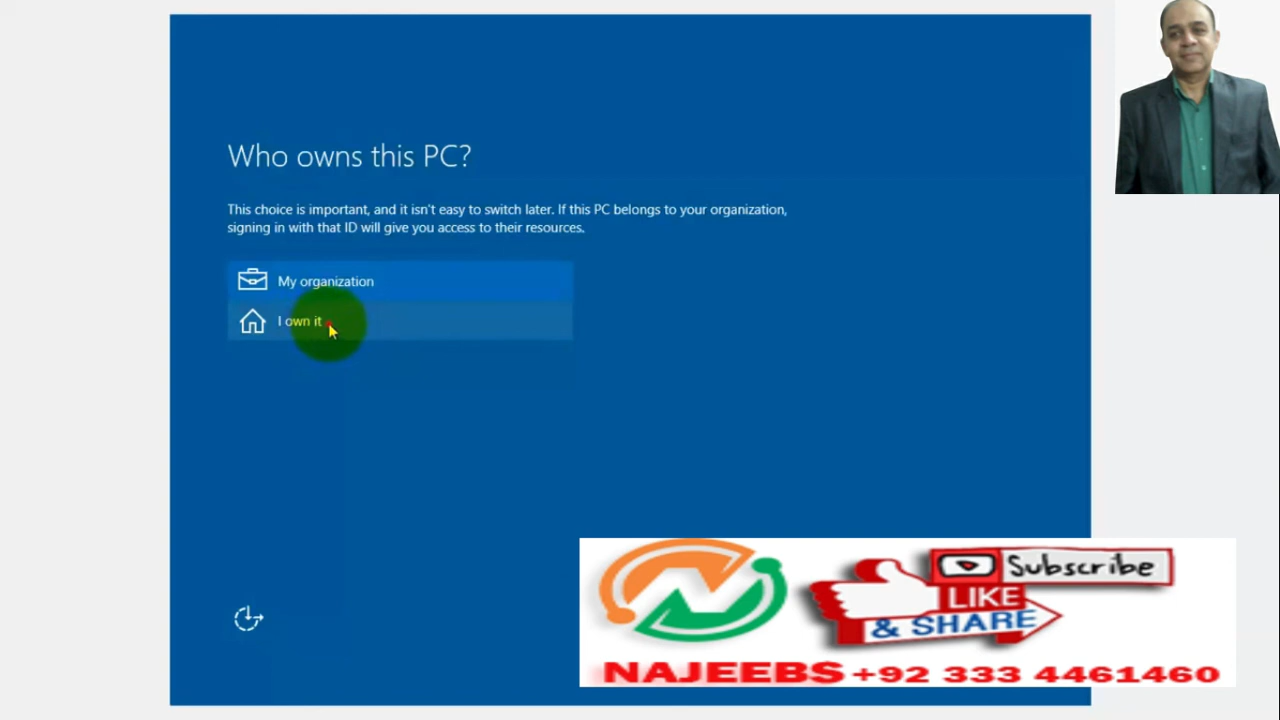 Who owns this PC?
This choice is important, and it isn't easy to switch later. If this PC belongs to your organization,
signing in with that ID will give you access to their resources.
My organization
I own it
Subscribe
LIKE
& SHARE
NAJEEBS +92 333 4461460